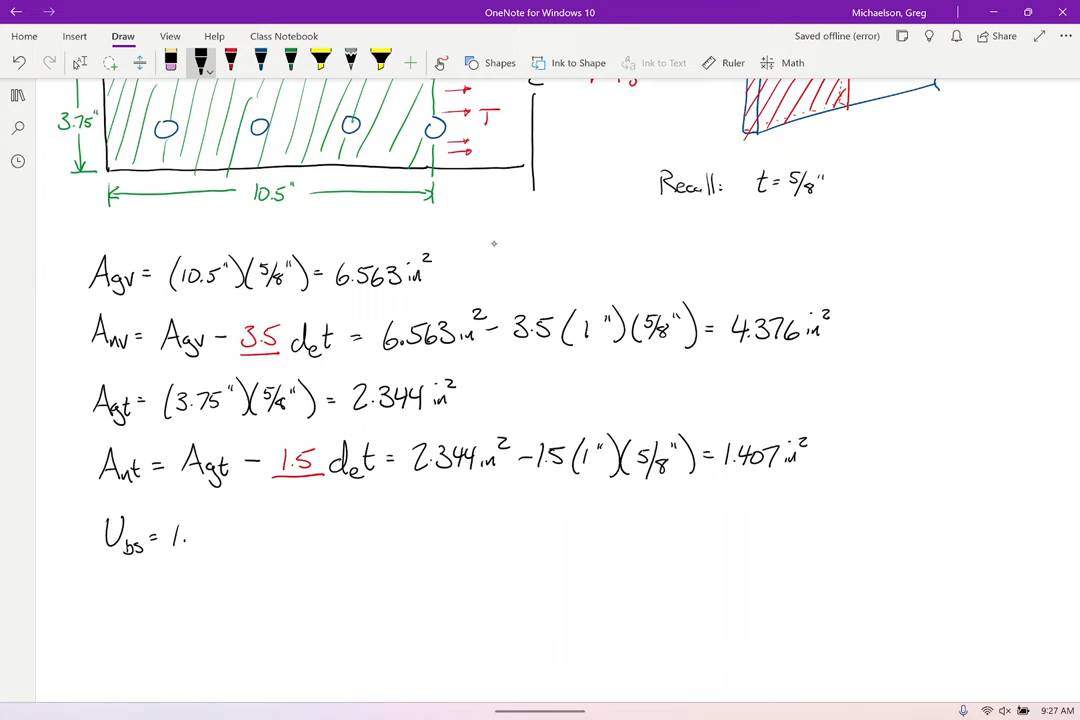 OneNote for Windows 10
Michaelson, Greg
Home Insert Draw View Help Class Notebook
Saved offline (error) Share
Shapes Ink to Shape Ink to Text Ruler Math
3.75"
T
10.5"
Recall: t = 5/8"
Agv = (10.5")(5/8") = 6.563 in²
Anv = Agv - 3.5 det = 6.563 in² - 3.5 (1")(5/8") = 4.376 in²
Agt = (3.75")(5/8") = 2.344 in²
Ant = Agt - 1.5 det = 2.344 in² - 1.5 (1")(5/8") = 1.407 in²
Ubs = 1.
9:27 AM